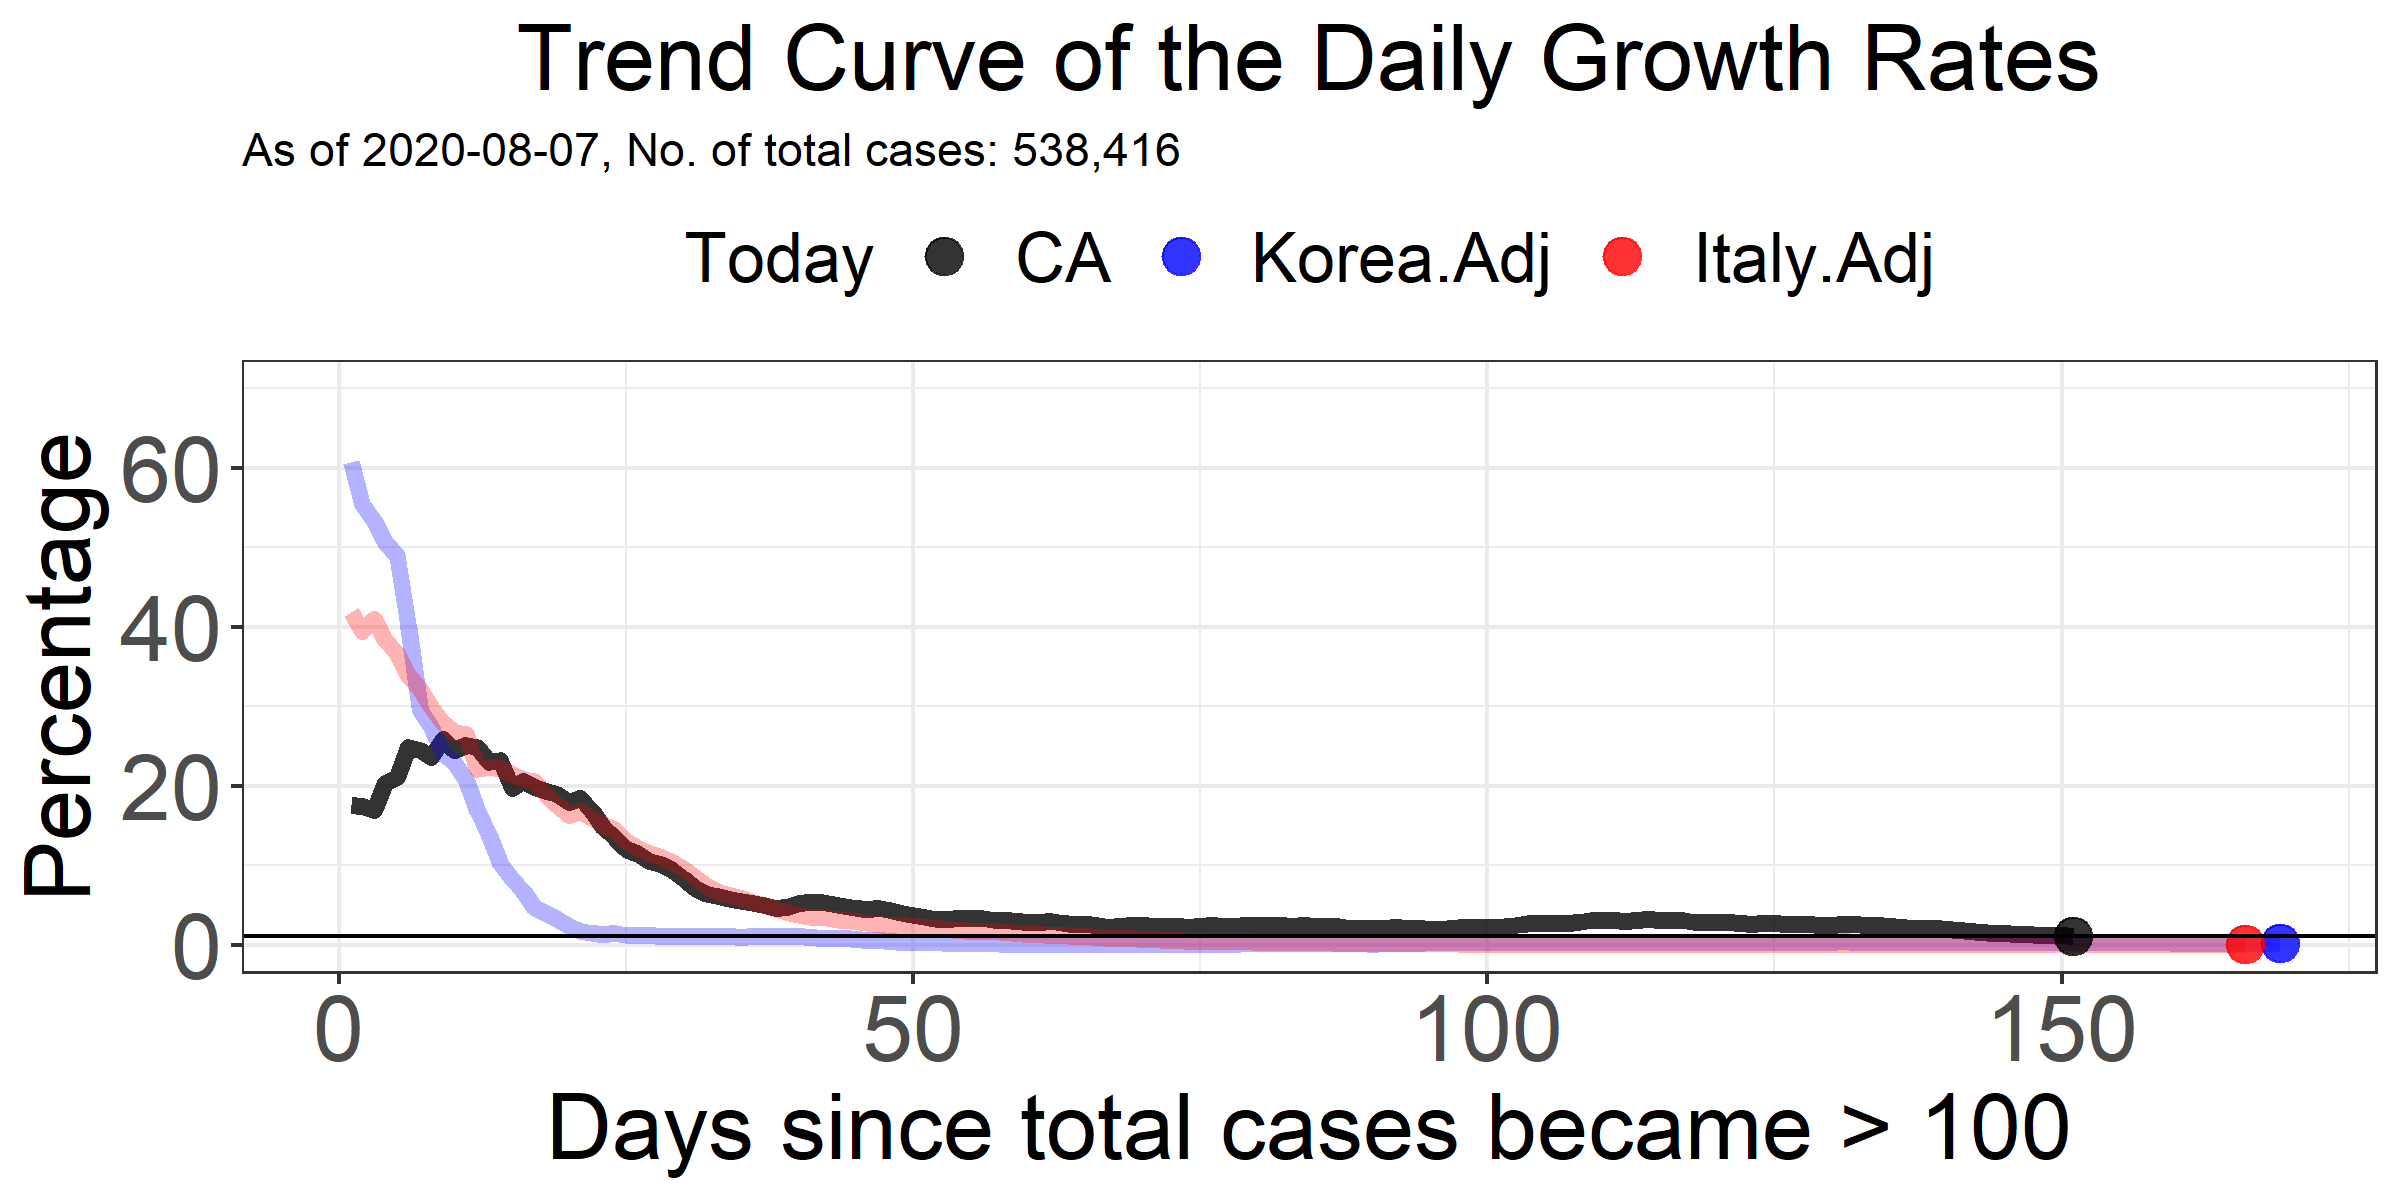 Trend Curve of the Daily Growth Rates
As of 2020-08-07, No. of total cases: 538,416
Today CA Korea.Adj Italy.Adj
Percentage
60
40
20
0
0 50 100 150
Days since total cases became > 100